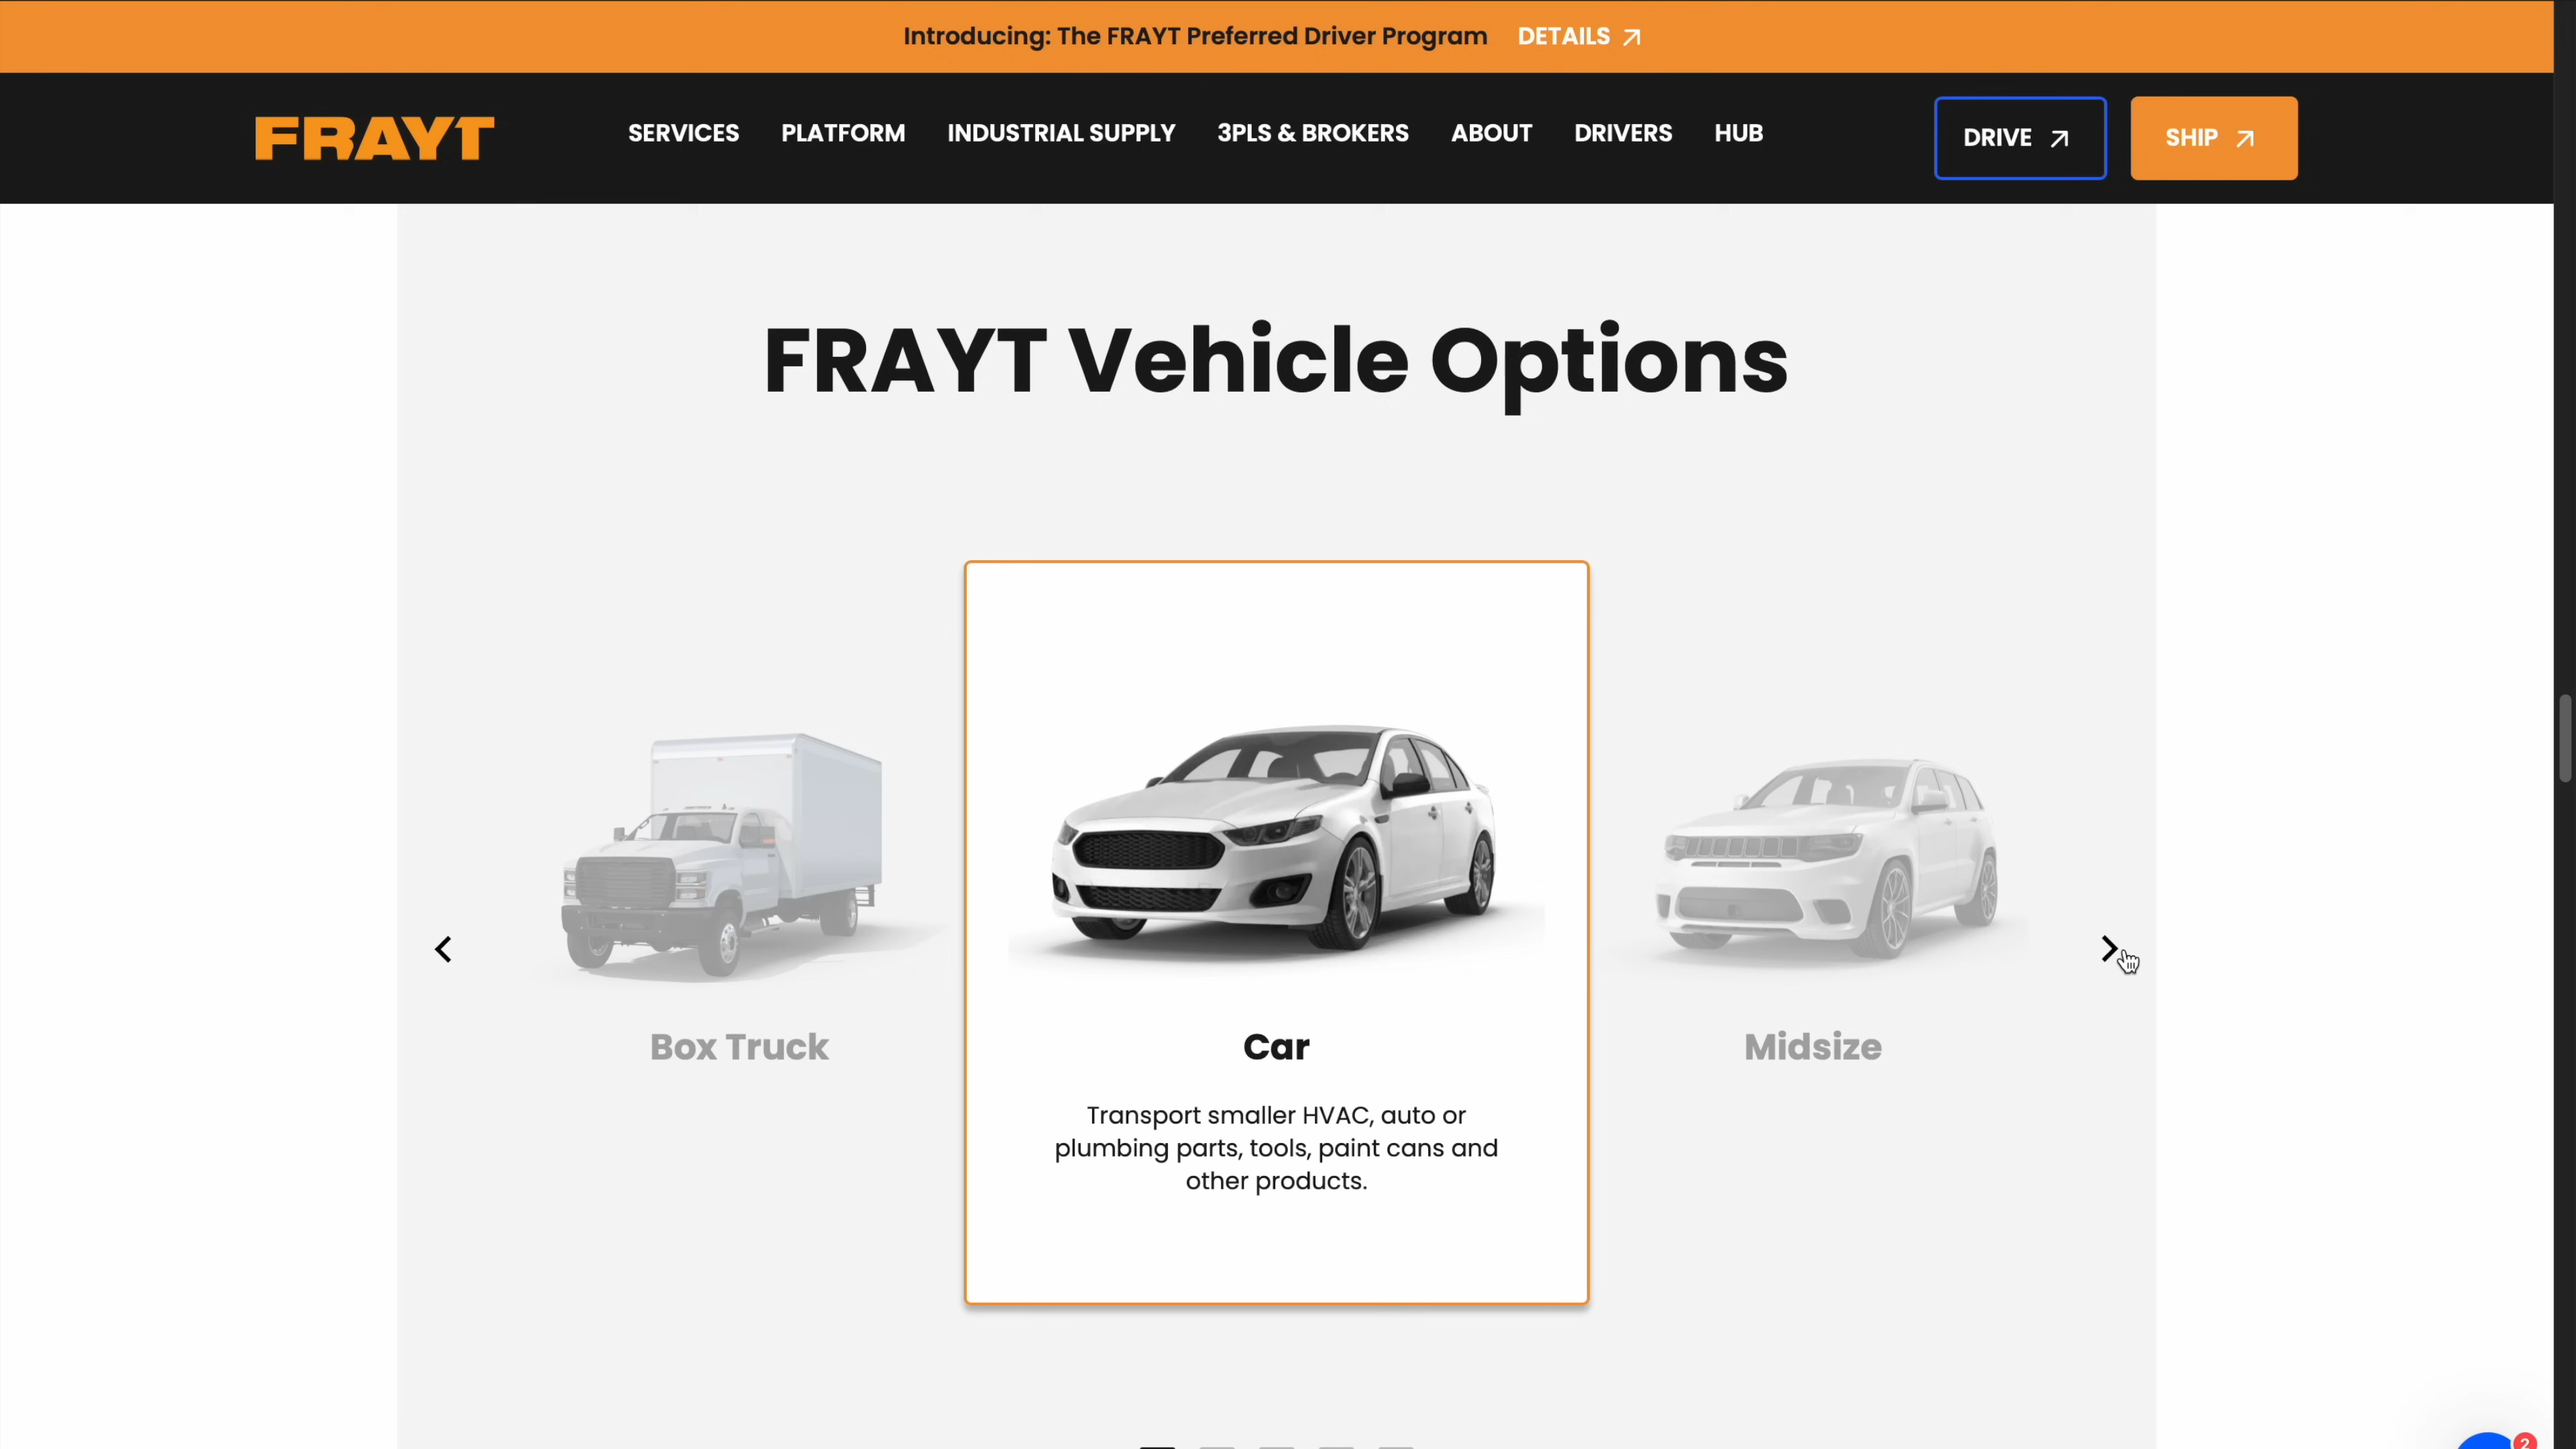 Introducing: The FRAYT Preferred Driver Program DETAILS
FRAYT SERVICES PLATFORM INDUSTRIAL SUPPLY 3PLS & BROKERS ABOUT DRIVERS HUB DRIVE SHIP
FRAYT Vehicle Options
Box Truck
Car
Midsize
Transport smaller HVAC, auto or
plumbing parts, tools, paint cans and
other products.
2